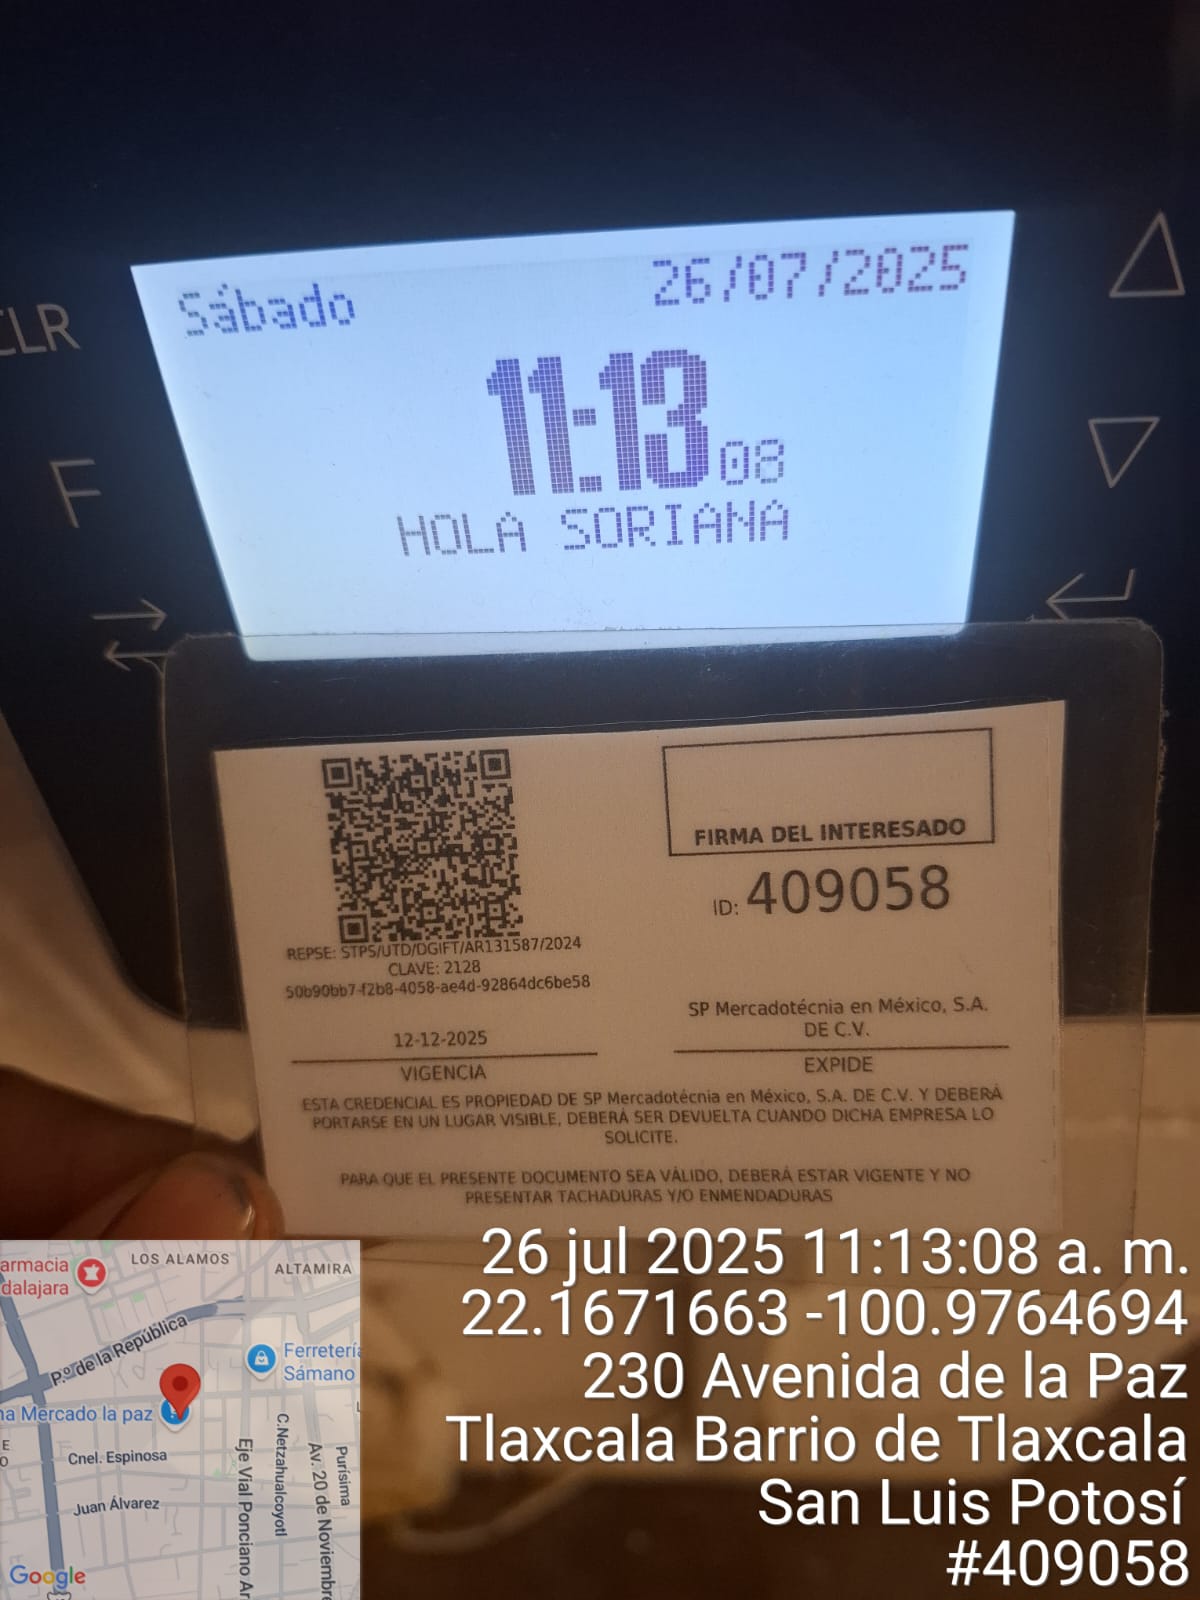 Sábado
26/07/2025
CLR
11:13 08
F
HOLA SORIANA
FIRMA DEL INTERESADO
ID: 409058
REPSE: STPS/UTD/DGIFT/AR131587/2024
CLAVE: 2128
50b90bb7-f2b8-4058-ae4d-92864dc6be58
12-12-2025
VIGENCIA
SP Mercadotécnia en México, S.A.
DE C.V.
EXPIDE
ESTA CREDENCIAL ES PROPIEDAD DE SP Mercadotécnia en México, S.A. DE C.V. Y DEBERÁ
PORTARSE EN UN LUGAR VISIBLE, DEBERÁ SER DEVUELTA CUANDO DICHA EMPRESA LO
SOLICITE.
PARA QUE EL PRESENTE DOCUMENTO SEA VÁLIDO, DEBERÁ ESTAR VIGENTE Y NO
PRESENTAR TACHADURAS Y/O ENMENDADURAS
26 jul 2025 11:13:08 a. m.
22.1671663 -100.9764694
230 Avenida de la Paz
Tlaxcala Barrio de Tlaxcala
San Luis Potosí
#409058
armacia
dalajara
LOS ALAMOS
ALTAMIRA
P.º de la República
Ferretería
Sámano
na Mercado la paz
Cnel. Espinosa
Juan Álvarez
Eje Vial Ponciano Ar
C.Netzahualcoyotl
Av. 20 de Noviembre
Purísima
Google